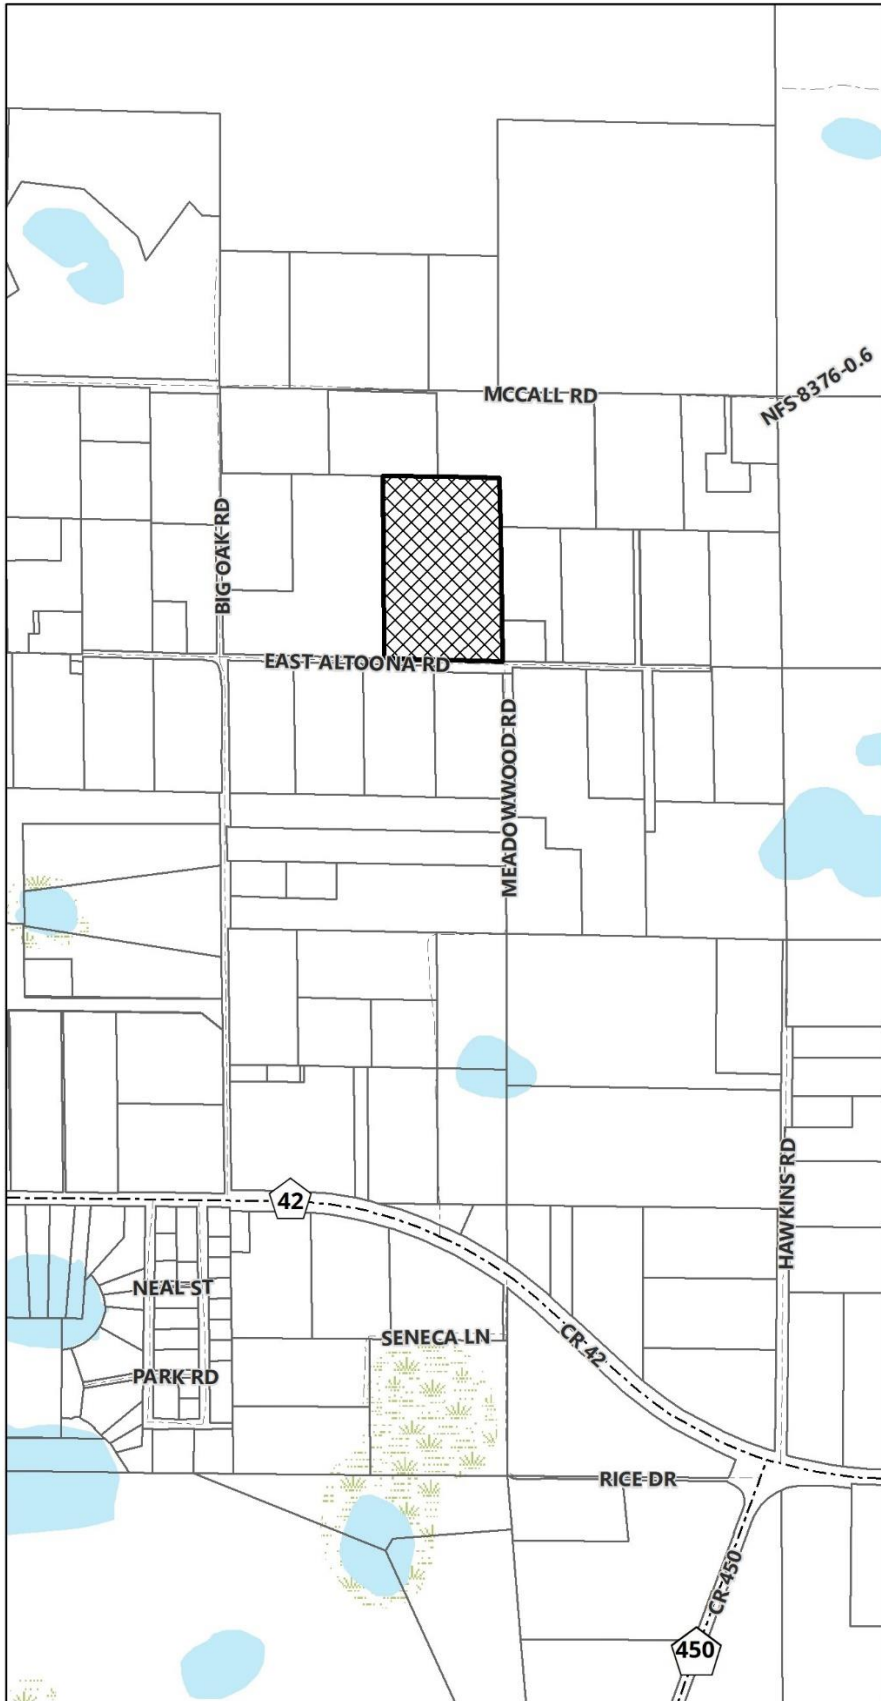 MCCALL RD
NFS 8376-0.6
BIG OAK RD
EAST ALTOONA RD
MEADOWWOOD RD
HAWKINS RD
42
NEAL ST
SENECA LN
CR 42
PARK RD
RICE DR
CR 450
450